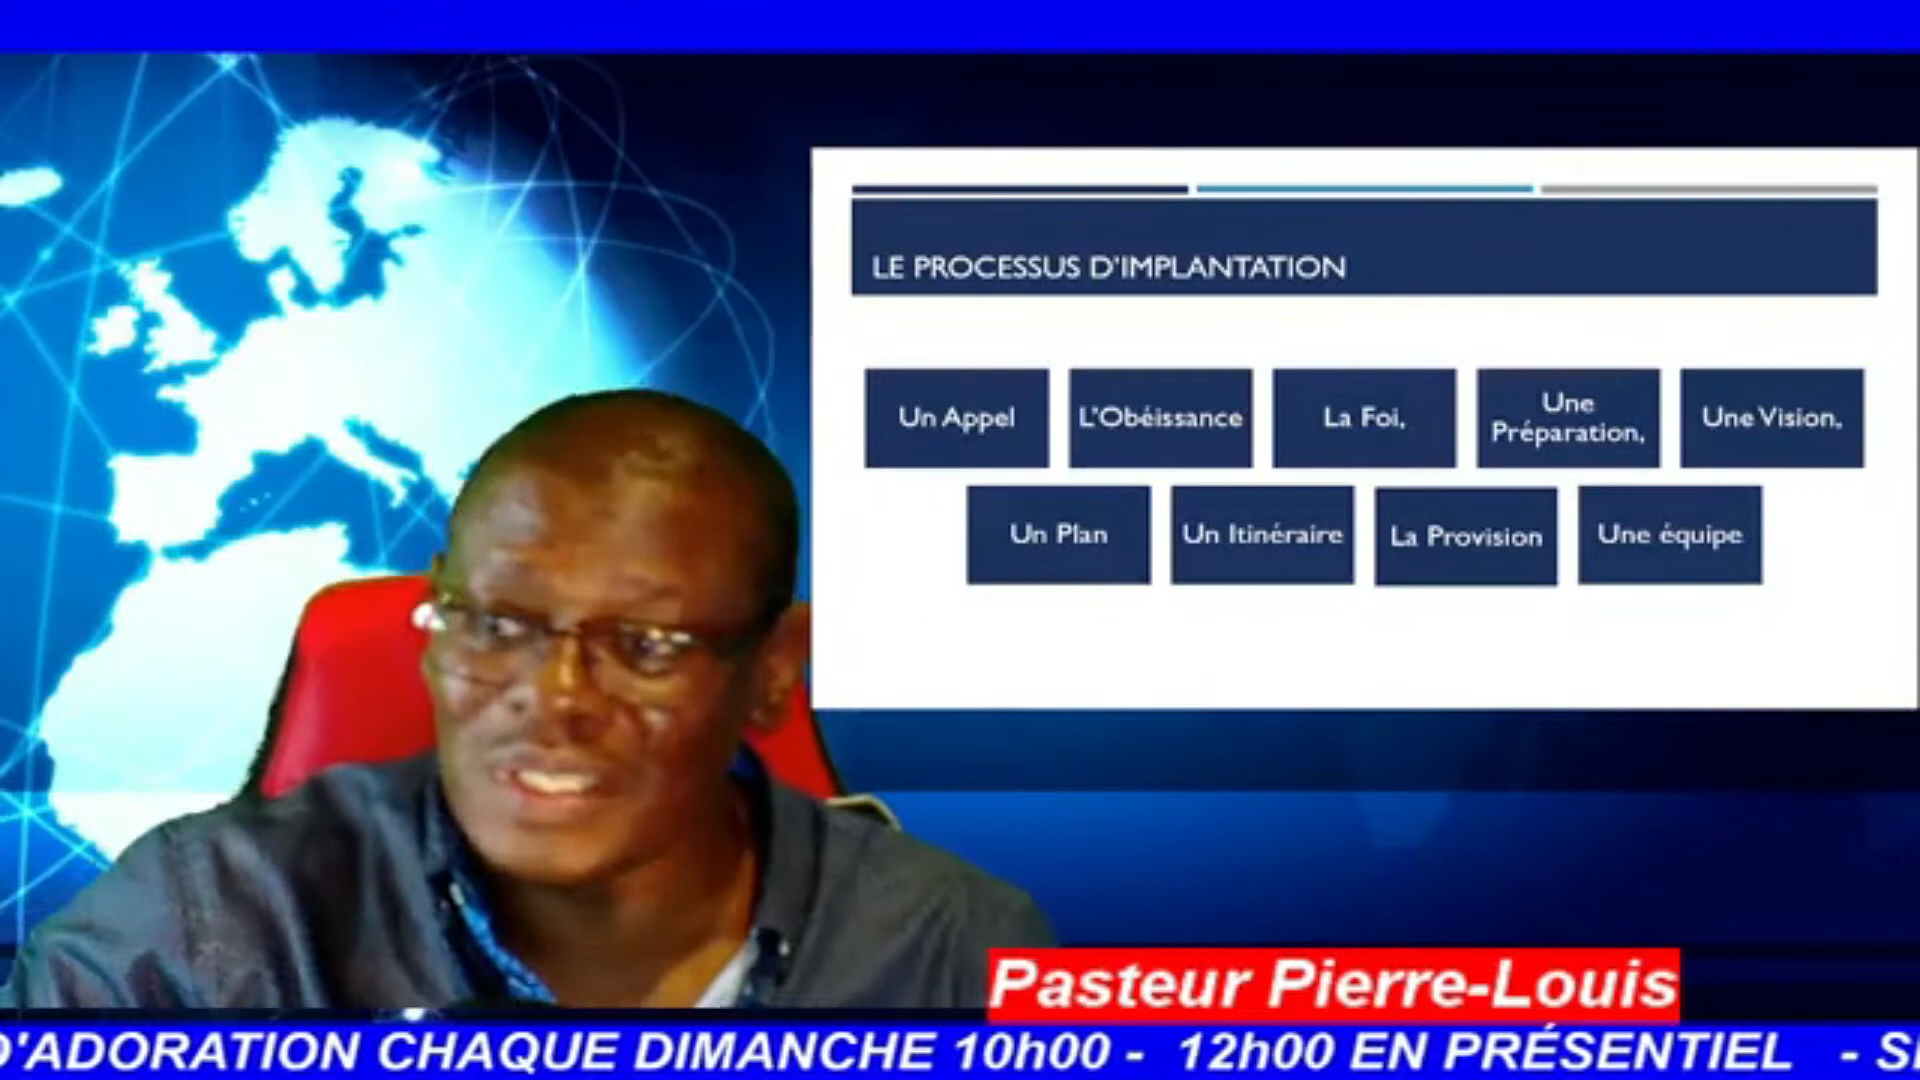 LE PROCESSUS D'IMPLANTATION
Un Appel
L'Obéissance
La Foi,
Une
Préparation,
Une Vision,
Un Plan
Un Itinéraire
La Provision
Une équipe
Pasteur Pierre-Louis
D'ADORATION CHAQUE DIMANCHE 10h00 - 12h00 EN PRÉSENTIEL -